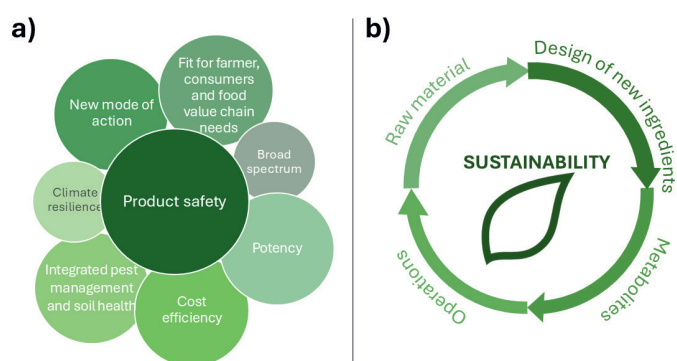 a)
New mode of
action
Fit for farmer,
consumers
and food
value chain
needs
Broad
spectrum
Climate
resilience
Product safety
Potency
Integrated pest
management
and soil health
Cost
efficiency
b)
Raw material
Design of new ingredients
SUSTAINABILITY
Operations
Metabolites